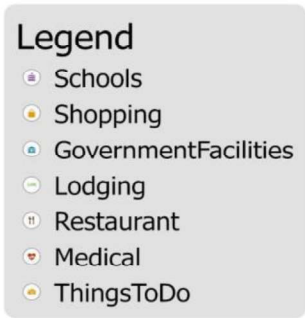 Legend
Schools
Shopping
GovernmentFacilities
Lodging
Restaurant
Medical
ThingsToDo